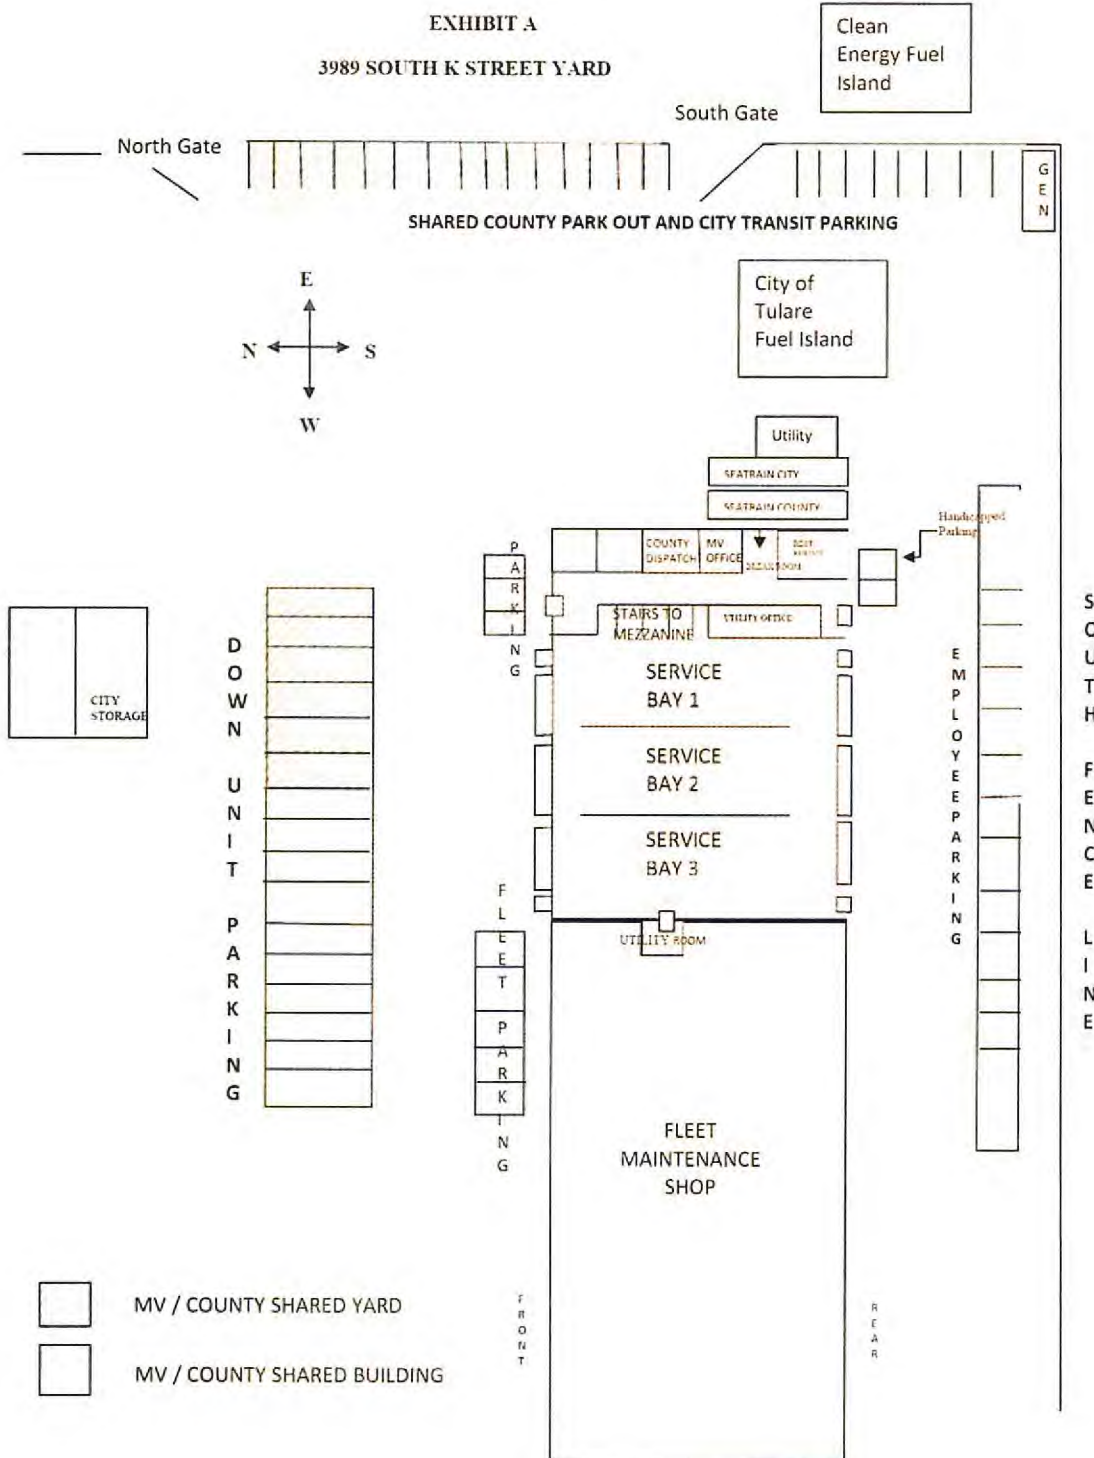 EXHIBIT A
3989 SOUTH K STREET YARD
Clean
Energy Fuel
Island
South Gate
North Gate
GEN
SHARED COUNTY PARK OUT AND CITY TRANSIT PARKING
E
N
S
W
City of
Tulare
Fuel Island
Utility
SEATRAIN CITY
SEATRAIN COUNTY
Handicapped
Parking
COUNTY
DISPATCH
MV
OFFICE
BREAKROOM
PARKING
STAIRS TO
MEZZANINE
UTILITY OFFICE
SERVICE
BAY 1
SERVICE
BAY 2
SERVICE
BAY 3
CITY
STORAGE
DOWN UNIT PARKING
EMPLOYEEPARKING
SOUTH FENCE LINE
UTILITY ROOM
FLEET PARKING
FLEET
MAINTENANCE
SHOP
MV / COUNTY SHARED YARD
MV / COUNTY SHARED BUILDING
FRONT
REAR